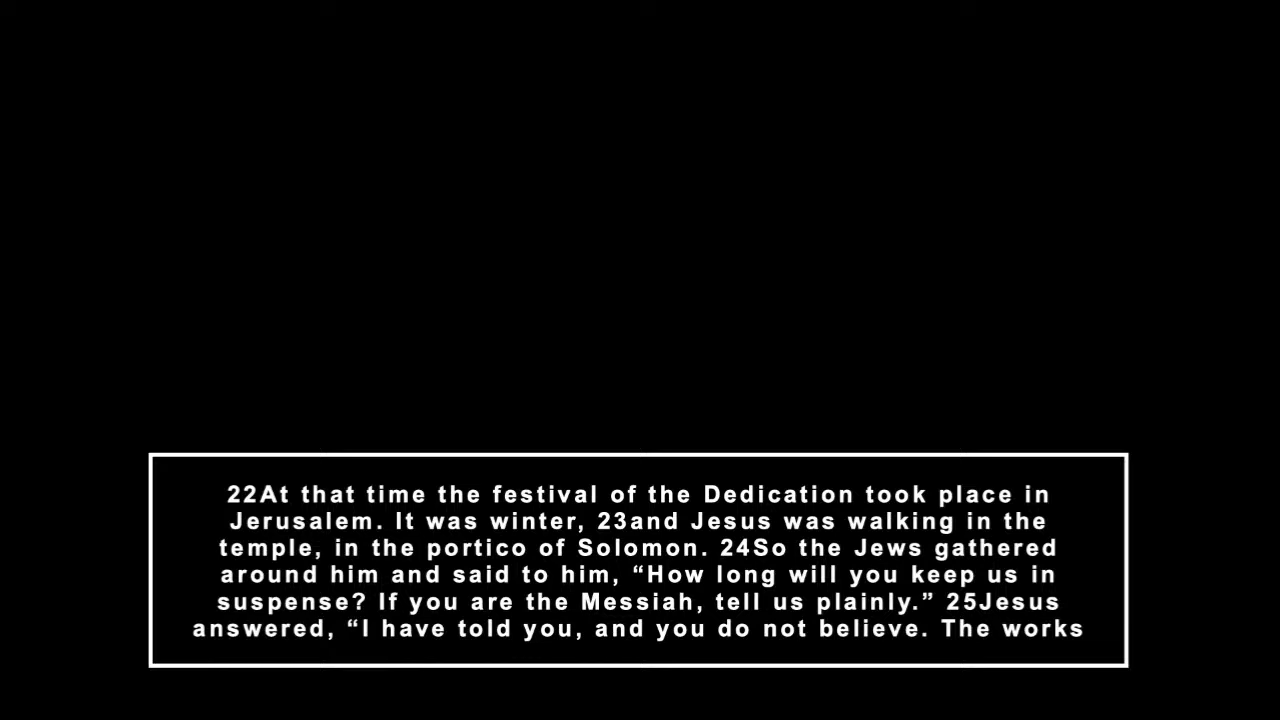 22At that time the festival of the Dedication took place in
Jerusalem. It was winter, 23and Jesus was walking in the
temple, in the portico of Solomon. 24So the Jews gathered
around him and said to him, “How long will you keep us in
suspense? If you are the Messiah, tell us plainly.” 25Jesus
answered, “I have told you, and you do not believe. The works